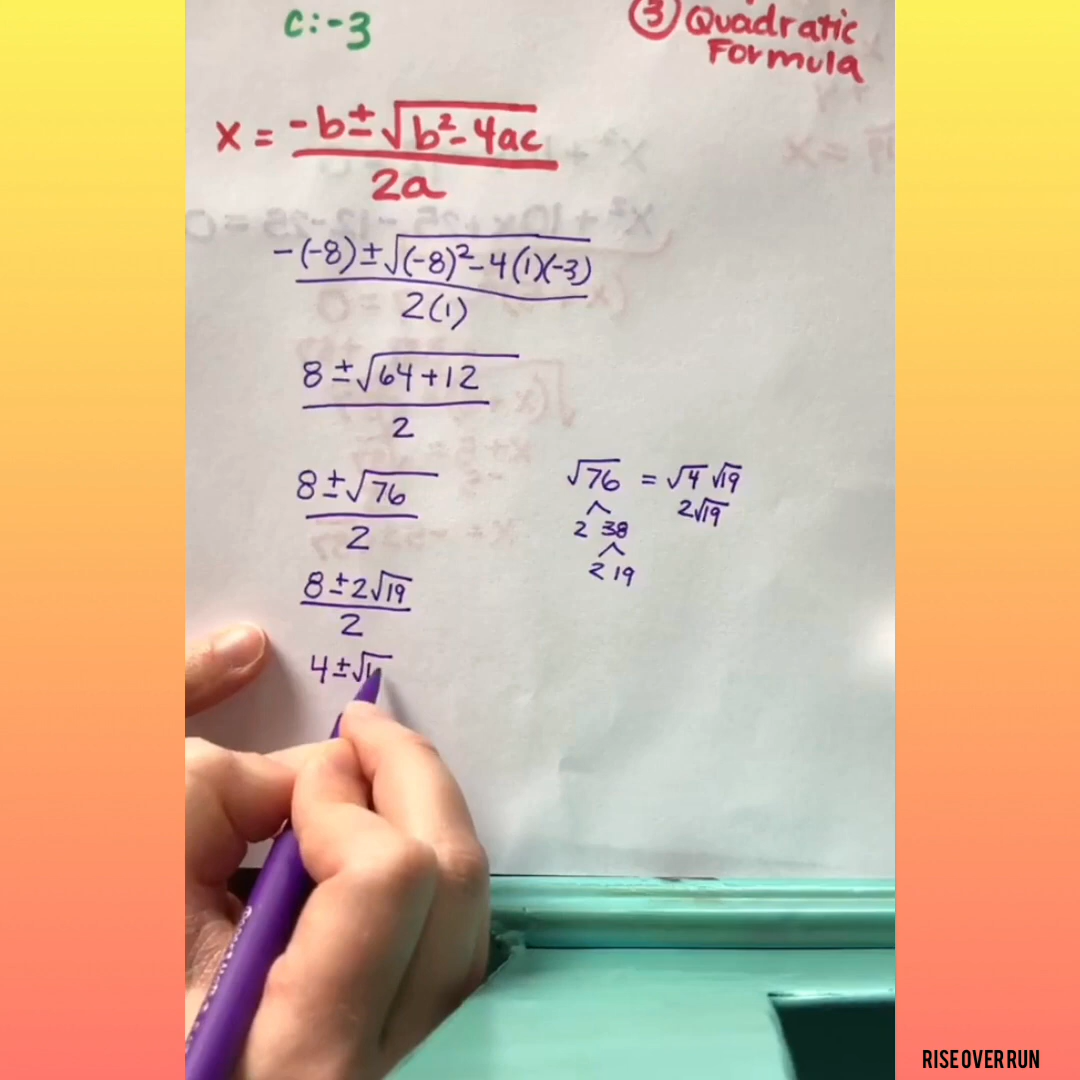 c:-3
③ Quadratic
Formula
x = -b±√b²-4ac
2a
-(-8)±√(-8)²-4(1)(-3)
2(1)
8±√64+12
2
8±√76
2
8±2√19
2
4±√1
√76 = √4 √19
2√19
2 38
2 19
RISE OVER RUN